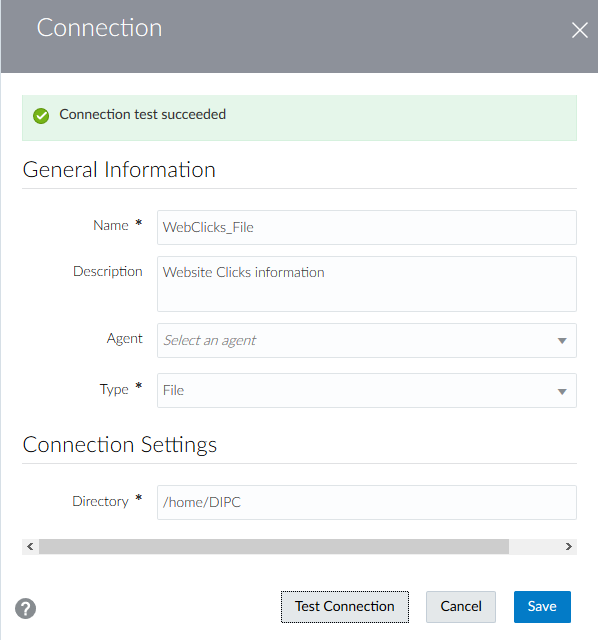 Connection
Connection test succeeded
General Information
Name *
WebClicks_File
Description
Website Clicks information
Agent
Select an agent
Type *
File
Connection Settings
Directory *
/home/DIPC
?
Test Connection
Cancel
Save